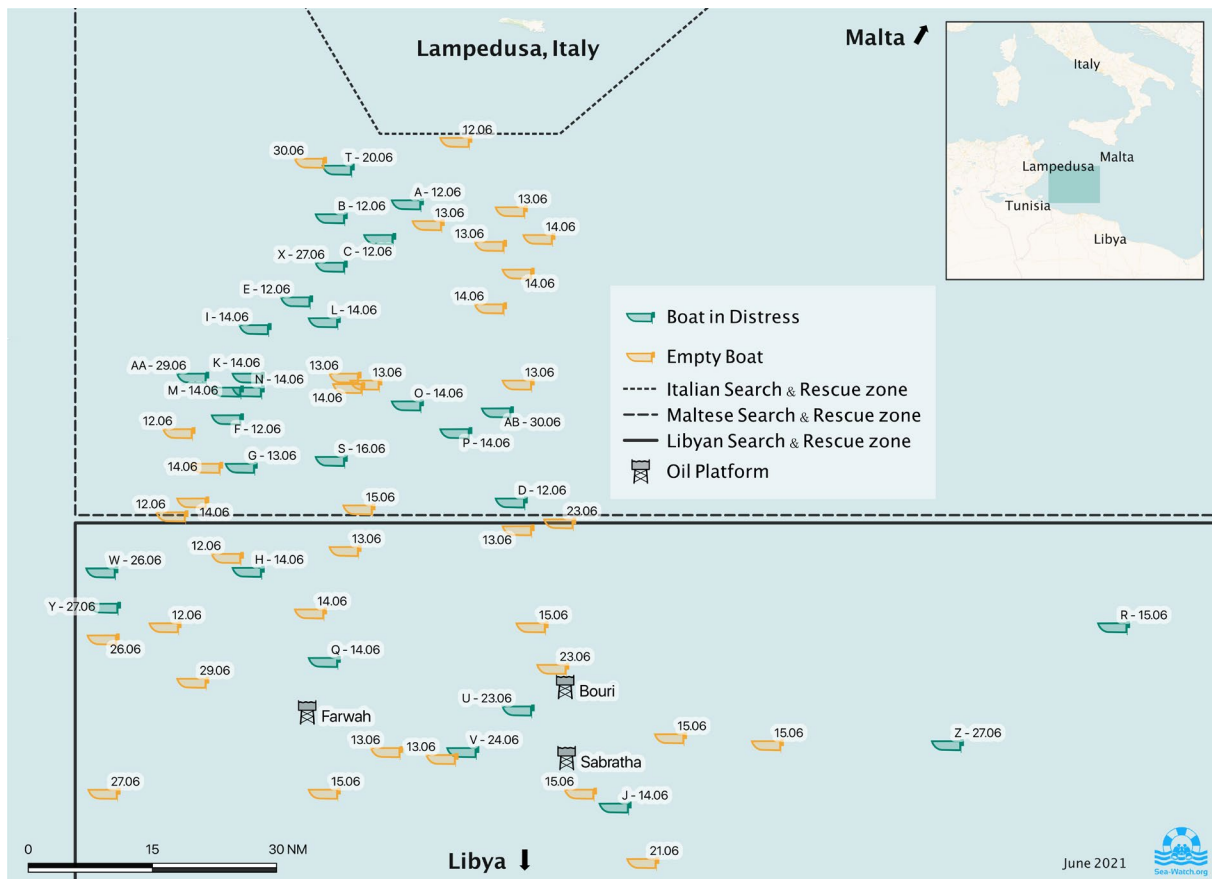 Lampedusa, Italy
Malta
Italy
Malta
Lampedusa
Tunisia
Libya
12.06
30.06
T - 20.06
A - 12.06
B - 12.06
13.06
13.06
14.06
13.06
C - 12.06
X - 27.06
14.06
E - 12.06
14.06
L - 14.06
I - 14.06
Boat in Distress
Empty Boat
Italian Search & Rescue zone
Maltese Search & Rescue zone
Libyan Search & Rescue zone
Oil Platform
AA - 29.06
K - 14.06
13.06
13.06
13.06
N - 14.06
M - 14.06
14.06
O - 14.06
AB - 30.06
12.06
F - 12.06
P - 14.06
S - 16.06
G - 13.06
14.06
D - 12.06
15.06
12.06
14.06
23.06
13.06
13.06
12.06
W - 26.06
H - 14.06
Y - 27.06
14.06
12.06
15.06
R - 15.06
26.06
Q - 14.06
23.06
29.06
Bouri
U - 23.06
Farwah
15.06
15.06
Z - 27.06
13.06
13.06
V - 24.06
Sabratha
27.06
15.06
15.06
J - 14.06
0 15 30 NM
Libya
21.06
June 2021
Sea-Watch.org